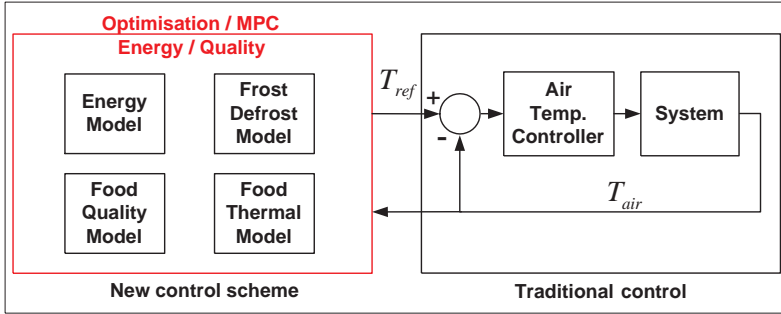 Optimisation / MPC
Energy / Quality
Energy
Model
Frost
Defrost
Model
Food
Quality
Model
Food
Thermal
Model
New control scheme
T_ref
+
-
Air
Temp.
Controller
System
T_air
Traditional control